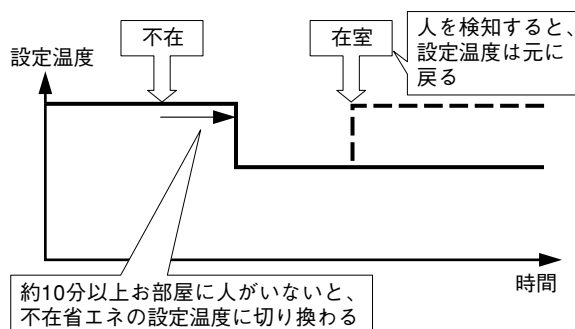 不在
在室
人を検知すると、
設定温度は元に
戻る
設定温度
時間
約10分以上お部屋に人がいないと、
不在省エネの設定温度に切り換わる